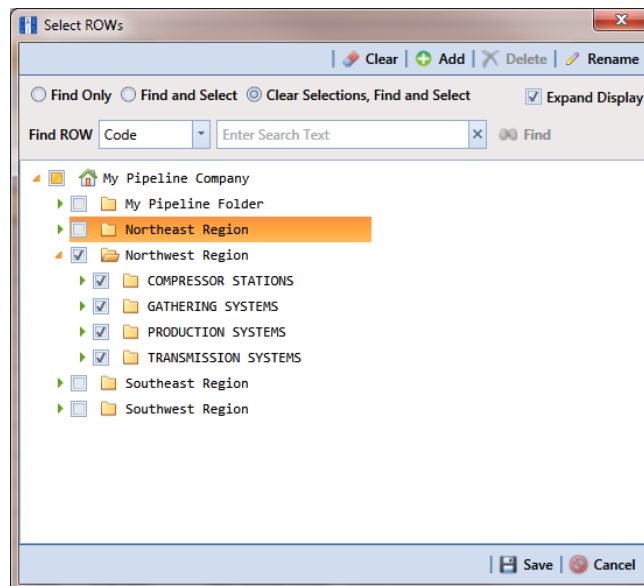 Select ROWs
Clear Add Delete Rename
Find Only Find and Select Clear Selections, Find and Select Expand Display
Find ROW Code Enter Search Text Find
My Pipeline Company
My Pipeline Folder
Northeast Region
Northwest Region
COMPRESSOR STATIONS
GATHERING SYSTEMS
PRODUCTION SYSTEMS
TRANSMISSION SYSTEMS
Southeast Region
Southwest Region
Save Cancel